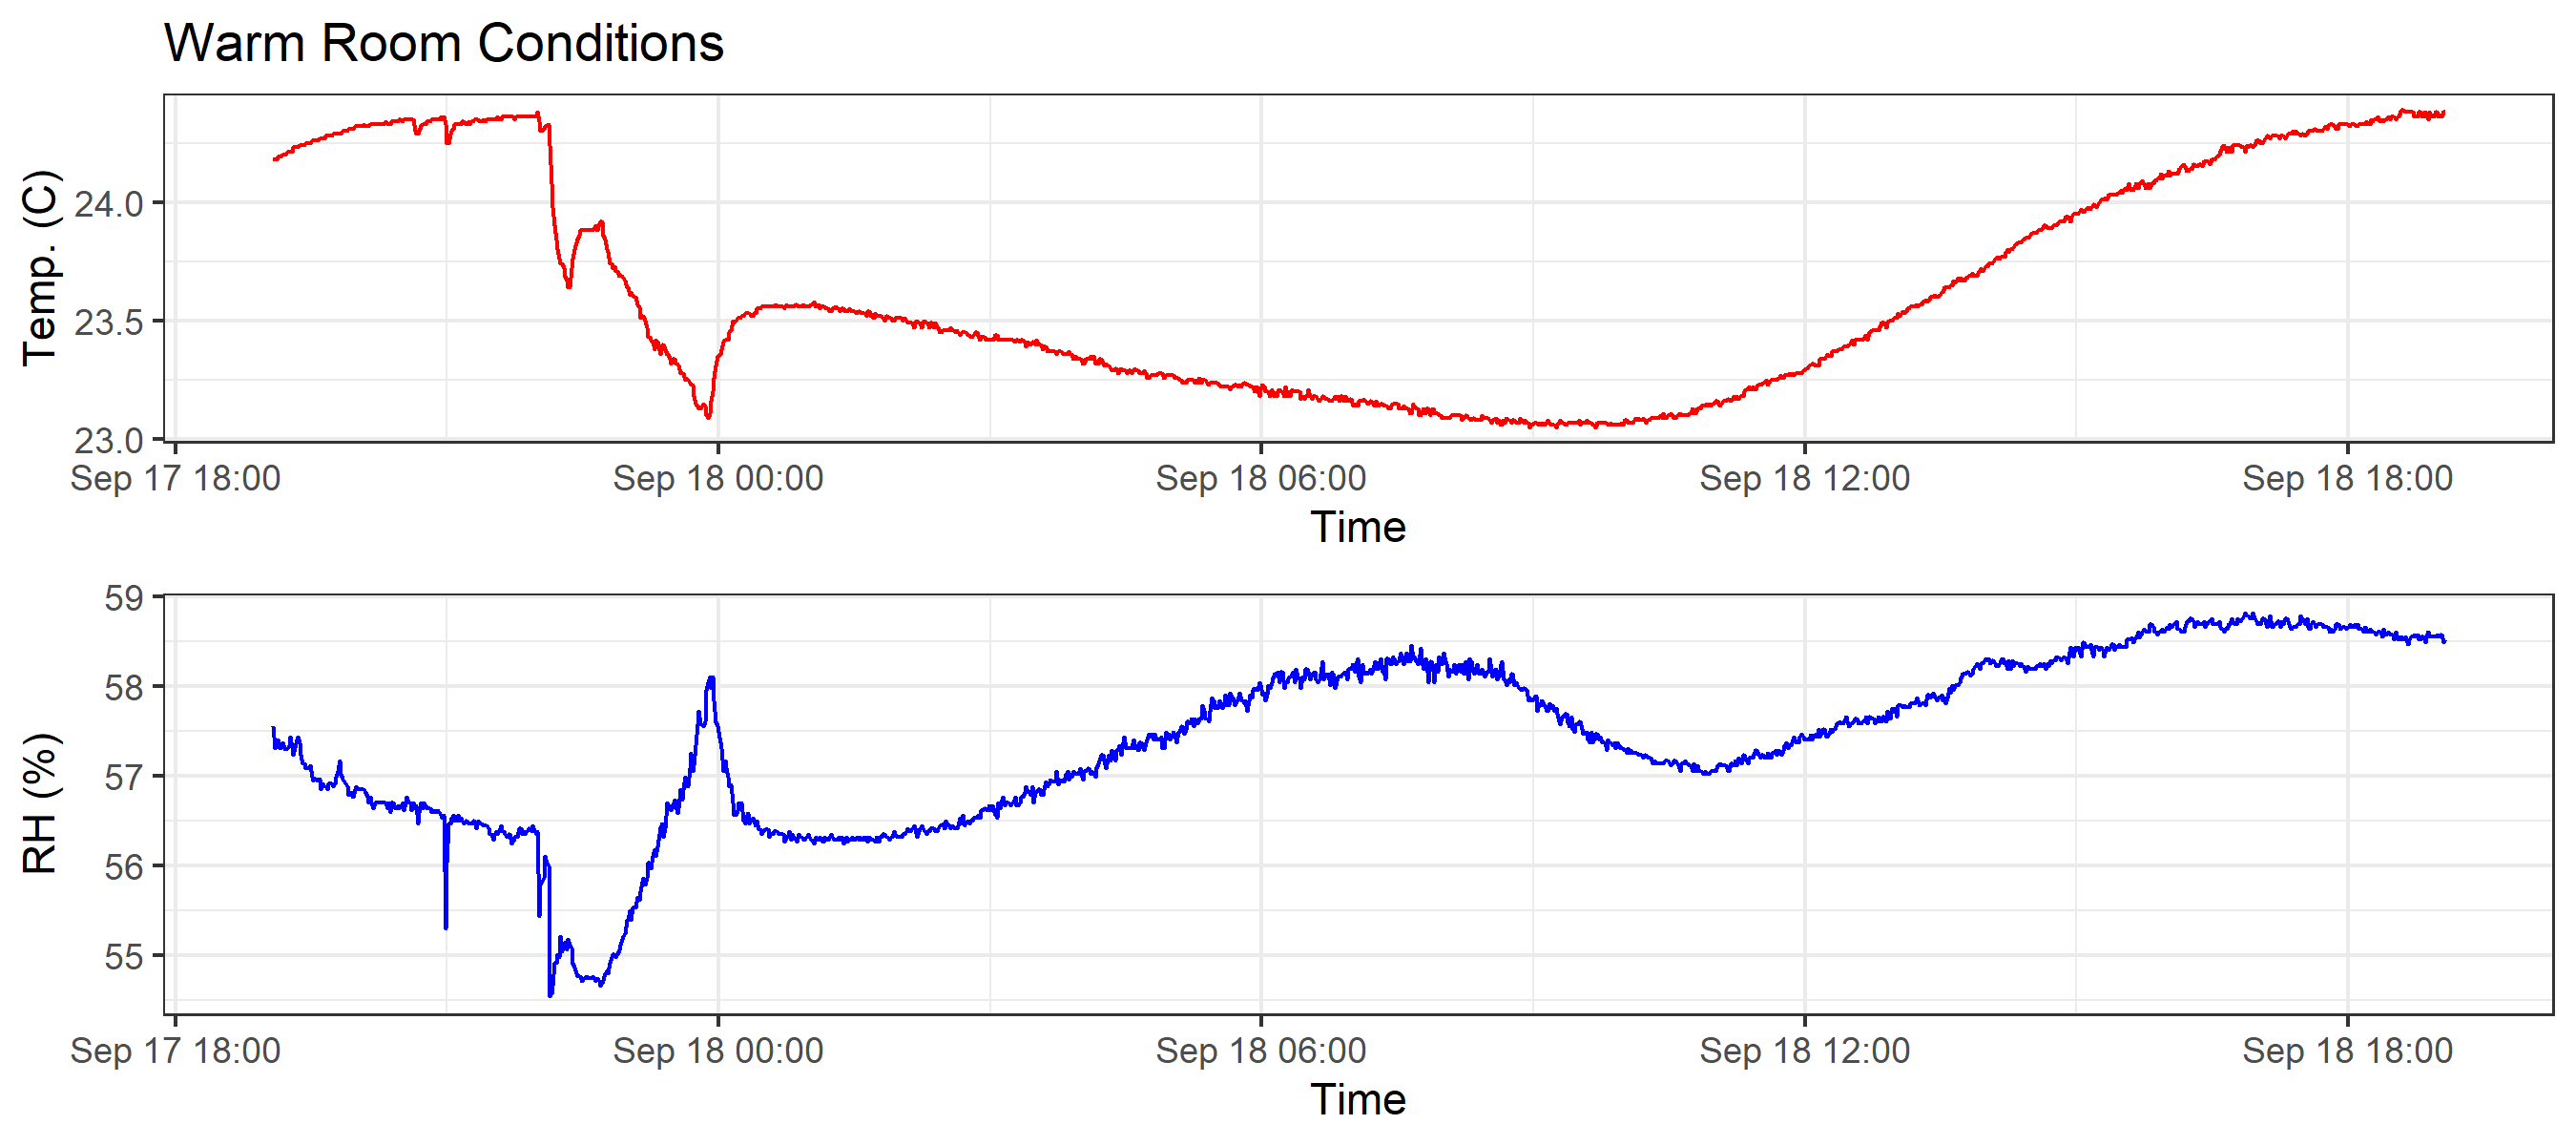 Warm Room Conditions
Temp. (C)
24.0
23.5
23.0
Sep 17 18:00 Sep 18 00:00 Sep 18 06:00 Sep 18 12:00 Sep 18 18:00
Time
RH (%)
59
58
57
56
55
Sep 17 18:00 Sep 18 00:00 Sep 18 06:00 Sep 18 12:00 Sep 18 18:00
Time